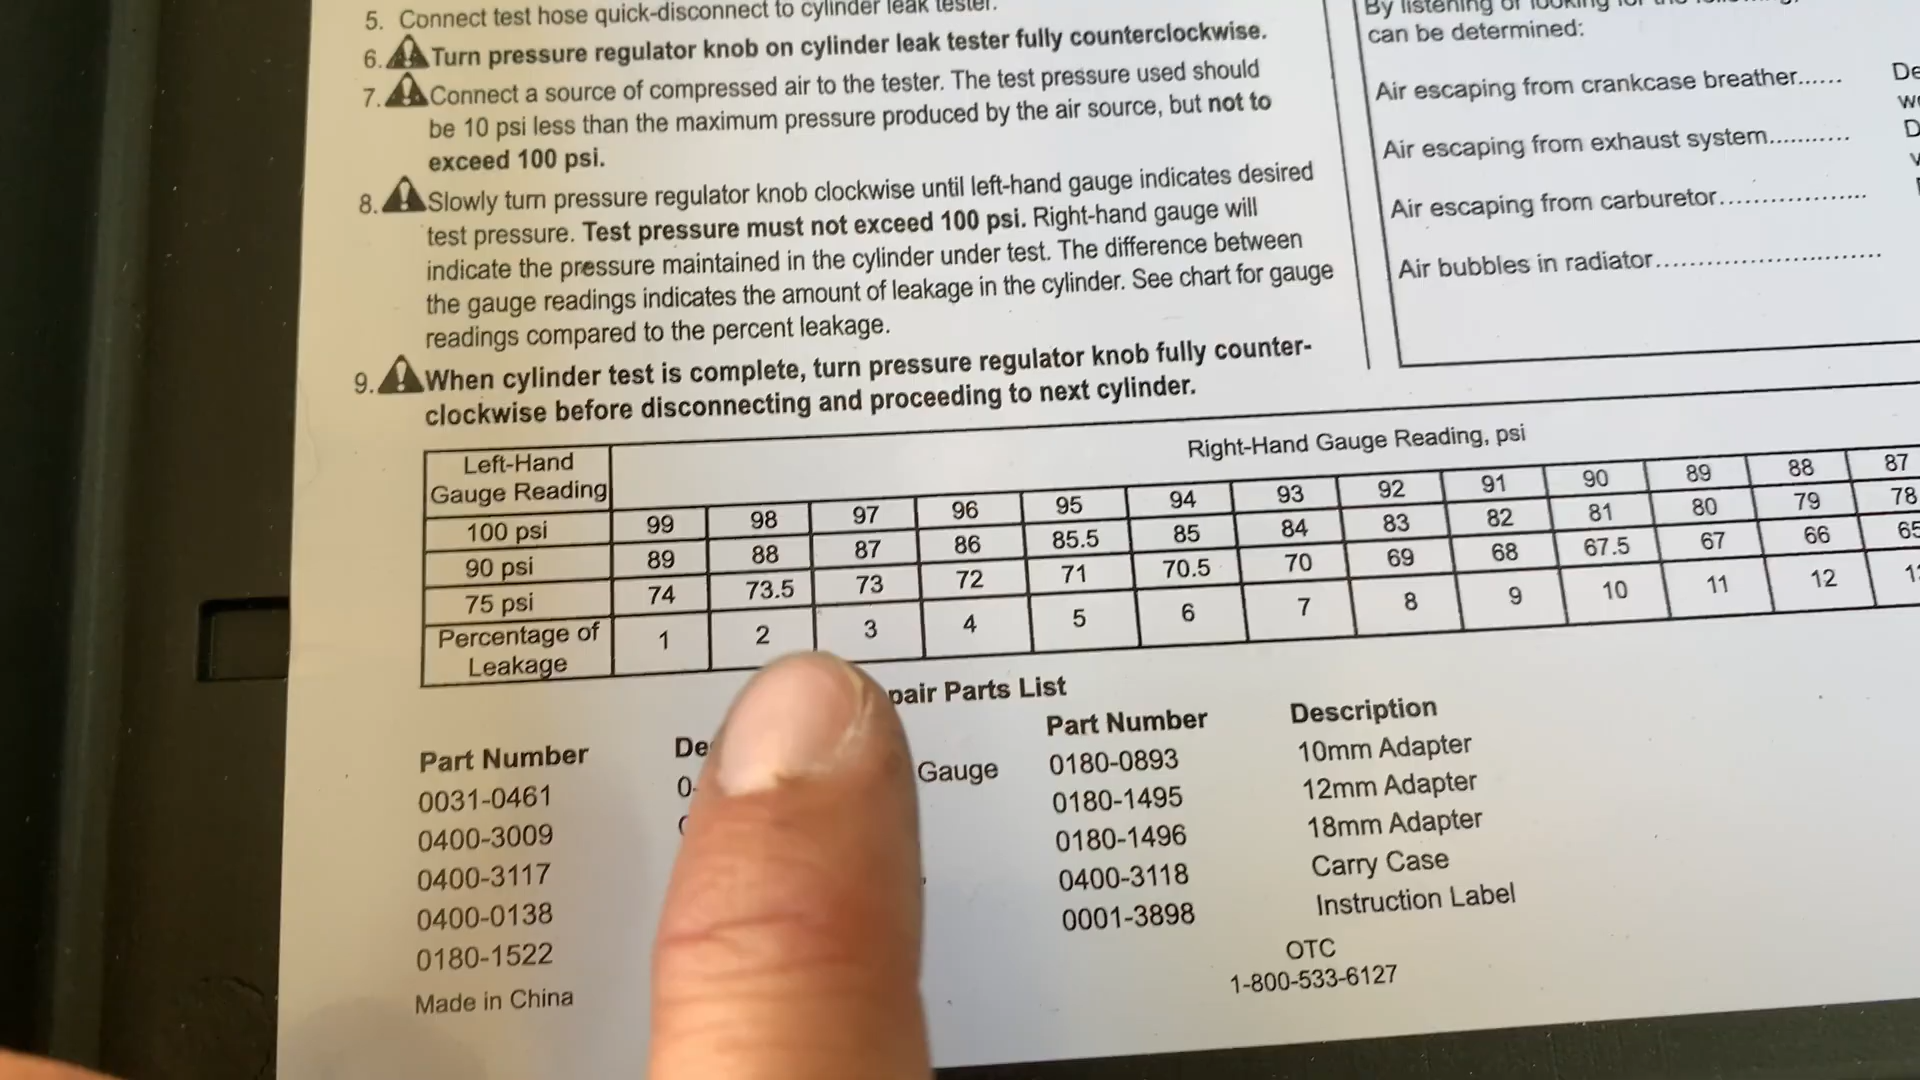 5. Connect test hose quick-disconnect to cylinder leak tester.
6. Turn pressure regulator knob on cylinder leak tester fully counterclockwise.
7. Connect a source of compressed air to the tester. The test pressure used should
be 10 psi less than the maximum pressure produced by the air source, but not to
exceed 100 psi.
8. Slowly turn pressure regulator knob clockwise until left-hand gauge indicates desired
test pressure. Test pressure must not exceed 100 psi. Right-hand gauge will
indicate the pressure maintained in the cylinder under test. The difference between
the gauge readings indicates the amount of leakage in the cylinder. See chart for gauge
readings compared to the percent leakage.
9. When cylinder test is complete, turn pressure regulator knob fully counter-
clockwise before disconnecting and proceeding to next cylinder.
By listening or looking for the following,
can be determined:
Air escaping from crankcase breather......
Air escaping from exhaust system...........
Air escaping from carburetor..................
Air bubbles in radiator...........................
Left-Hand
Gauge Reading
Right-Hand Gauge Reading, psi
100 psi 99 98 97 96 95 94 93 92 91 90 89 88 87
90 psi 89 88 87 86 85.5 85 84 83 82 81 80 79 78
75 psi 74 73.5 73 72 71 70.5 70 69 68 67.5 67 66 65
Percentage of
Leakage
1 2 3 4 5 6 7 8 9 10 11 12
Parts List
Part Number
0031-0461
0400-3009
0400-3117
0400-0138
0180-1522
Made in China
Gauge
Part Number Description
0180-0893 10mm Adapter
0180-1495 12mm Adapter
0180-1496 18mm Adapter
0400-3118 Carry Case
0001-3898 Instruction Label
OTC
1-800-533-6127